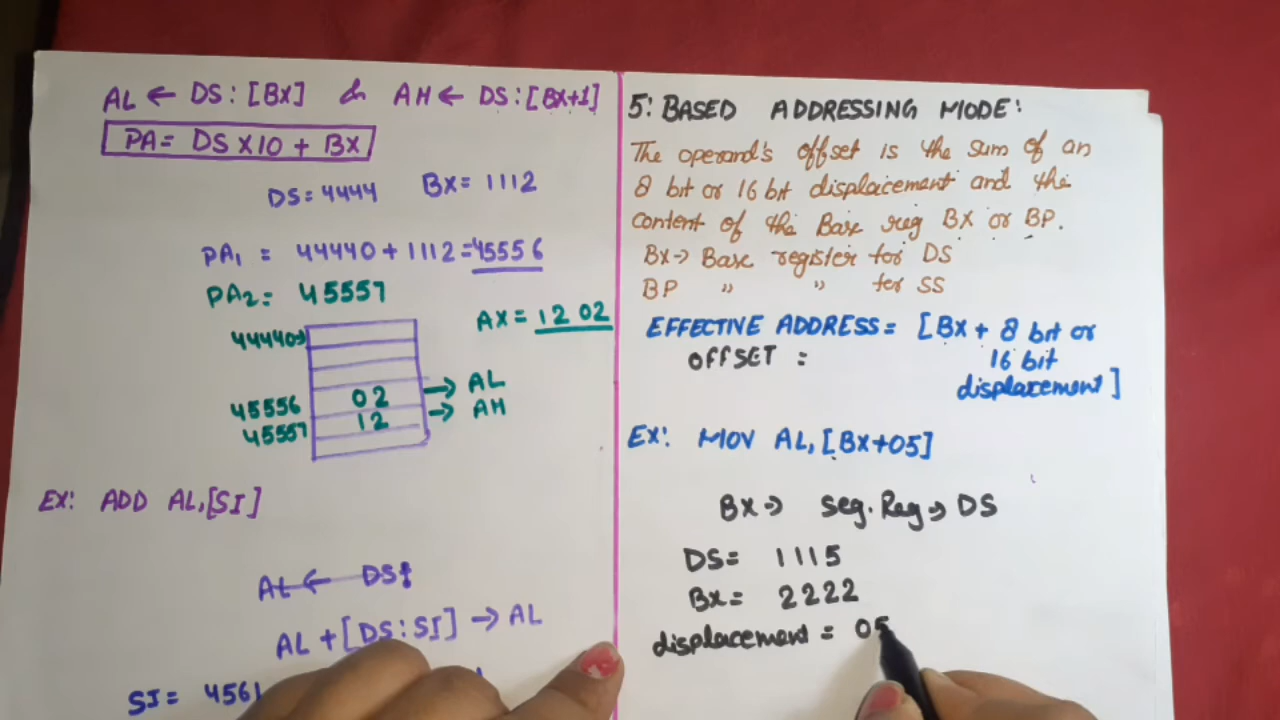 AL ← DS : [BX] & AH ← DS : [BX+1]
PA = DS X 10 + BX
DS = 4444 BX = 1112
PA1 = 44440 + 1112 = 45556
PA2 = 45557
AX = 12 02
44440
02 → AL
45556
12 → AH
45557
EX: ADD AL,[SI]
AL ← DS:
AL + [DS : SI] → AL
SI = 4561
5: BASED ADDRESSING MODE:
The operand's offset is the sum of an
8 bit or 16 bit displacement and the
content of the Base reg BX or BP.
BX → Base register for DS
BP " " for SS
EFFECTIVE ADDRESS = [BX + 8 bit or
OFFSET : 16 bit
displacement]
EX: MOV AL, [BX+05]
BX → Seg. Reg → DS
DS = 1115
BX = 2222
displacement = 05